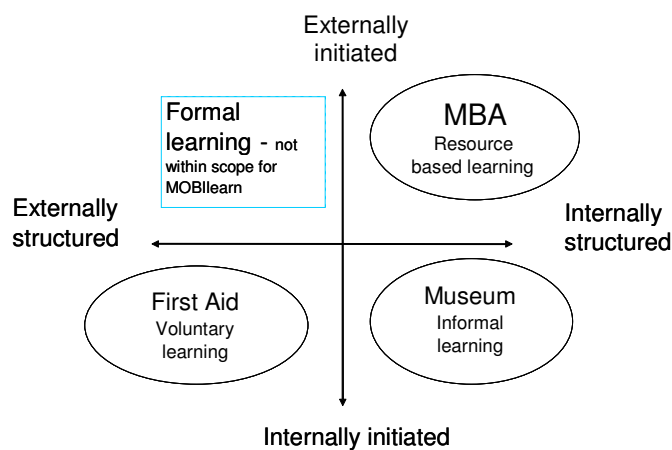 Externally
initiated
Formal
learning - not
within scope for
MOBIlearn
MBA
Resource
based learning
Externally
structured
Internally
structured
First Aid
Voluntary
learning
Museum
Informal
learning
Internally initiated